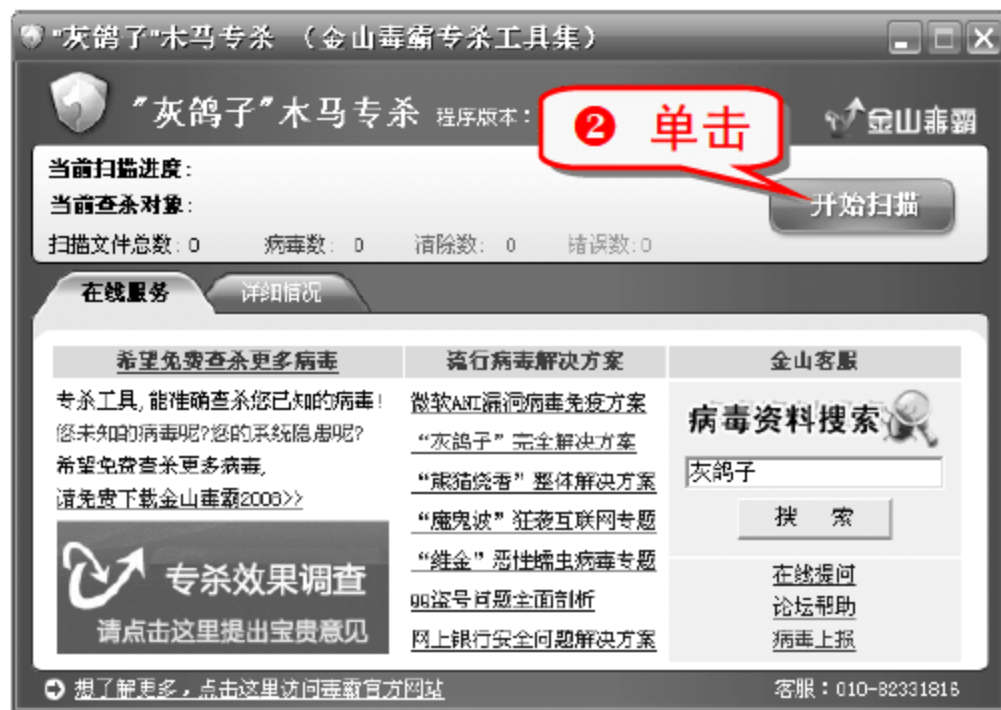 "灰鸽子"木马专杀 （金山毒霸专杀工具集）
"灰鸽子"木马专杀 程序版本:
❷ 单击
金山毒霸
当前扫描进度:
开始扫描
当前查杀对象:
扫描文件总数: 0 病毒数: 0 清除数: 0 错误数:0
在线服务 详细情况
希望免费查杀更多病毒
专杀工具,能准确查杀您已知的病毒!
您未知的病毒呢?您的系统隐患呢?
希望免费查杀更多病毒,
请免费下载金山毒霸2008>>
专杀效果调查
请点击这里提出宝贵意见
流行病毒解决方案
微软ANI漏洞病毒免疫方案
“灰鸽子”完全解决方案
“熊猫烧香”整体解决方案
“魔鬼波”狂袭互联网专题
“维金”恶性蠕虫病毒专题
QQ盗号问题全面剖析
网上银行安全问题解决方案
金山客服
病毒资料搜索
灰鸽子
搜 索
在线提问
论坛帮助
病毒上报
想了解更多，点击这里访问毒霸官方网站
客服：010-82331816